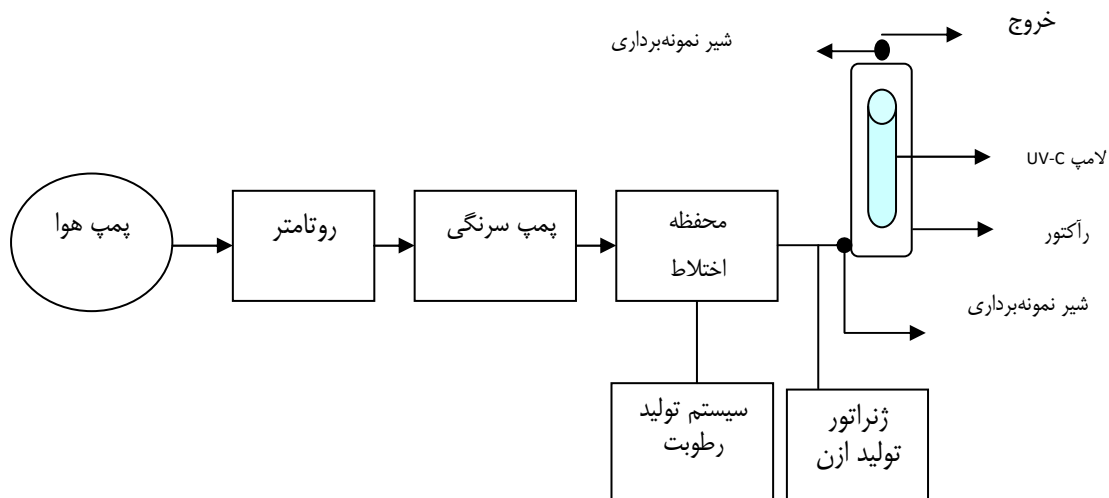 خروج
شیر نمونه‌برداری
لامپ UV-C
پمپ هوا
روتامتر
پمپ سرنگی
محفظه
اختلاط
رآکتور
شیر نمونه‌برداری
سیستم تولید
رطوبت
ژنراتور
تولید ازن